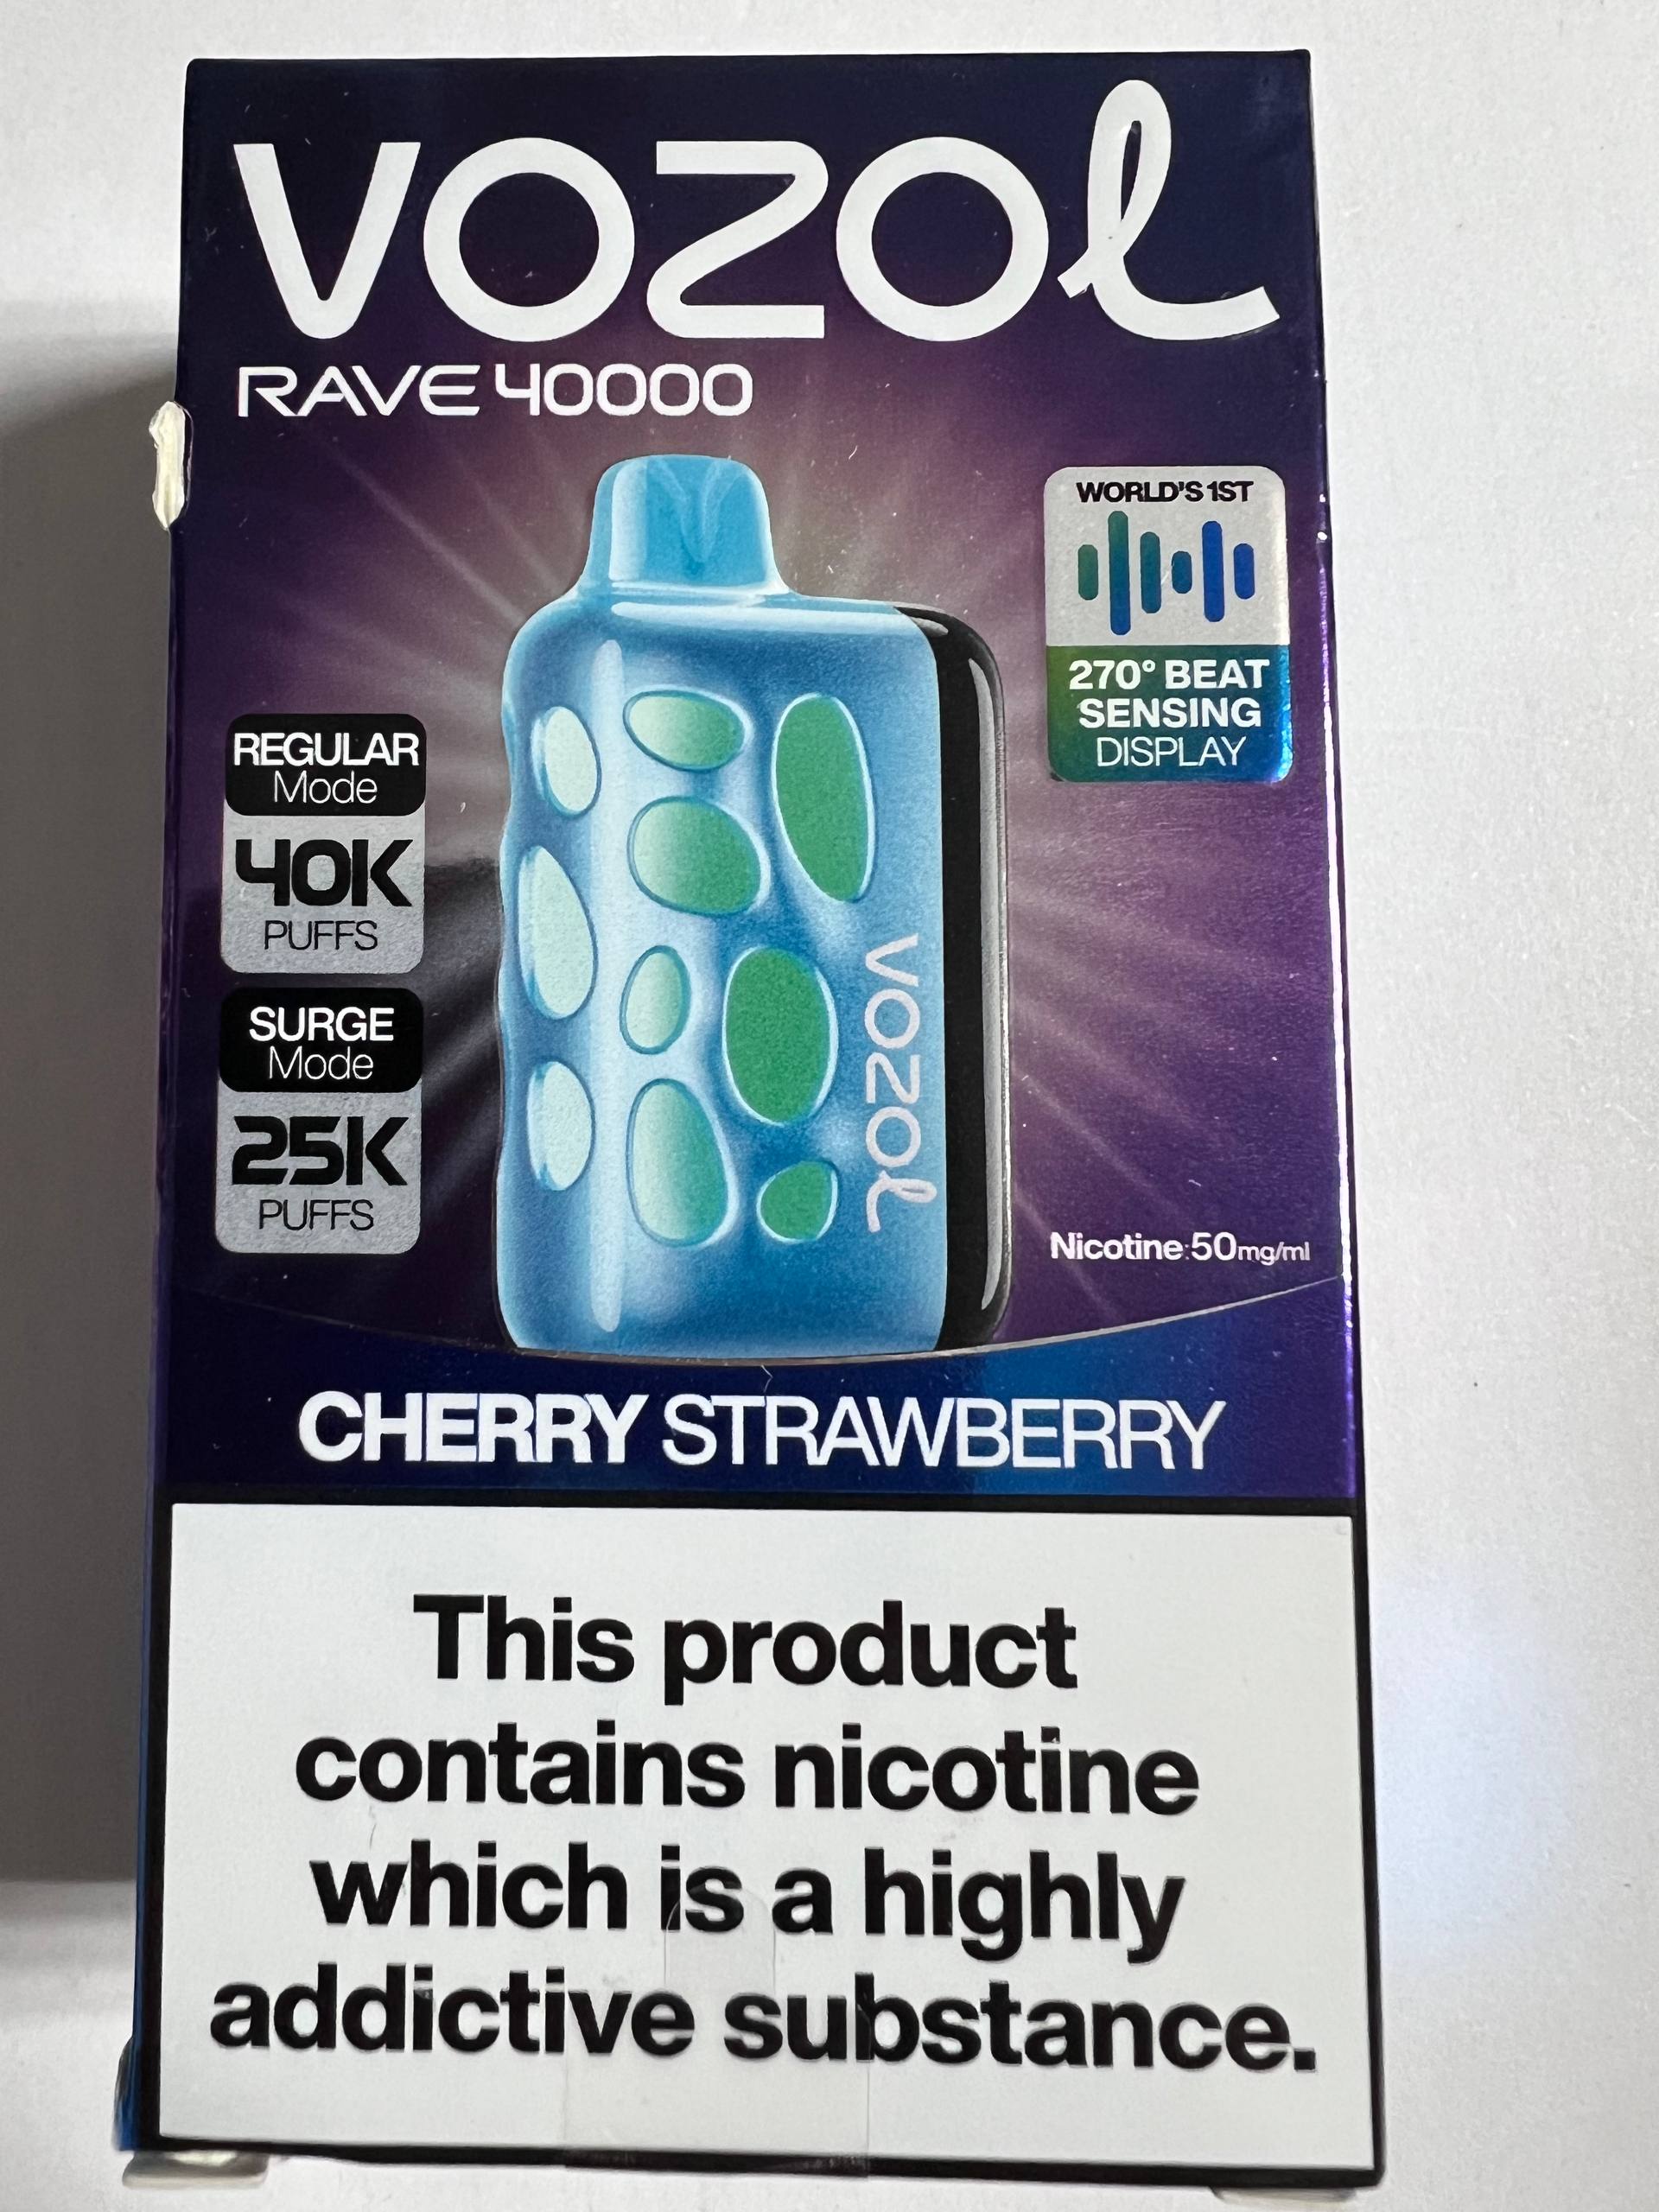 VOZOL
RAVE 40000
WORLD'S 1ST
270° BEAT
SENSING
DISPLAY
REGULAR
Mode
40K
PUFFS
SURGE
Mode
25K
PUFFS
VOZOL
Nicotine:50mg/ml
CHERRY STRAWBERRY
This product
contains nicotine
which is a highly
addictive substance.